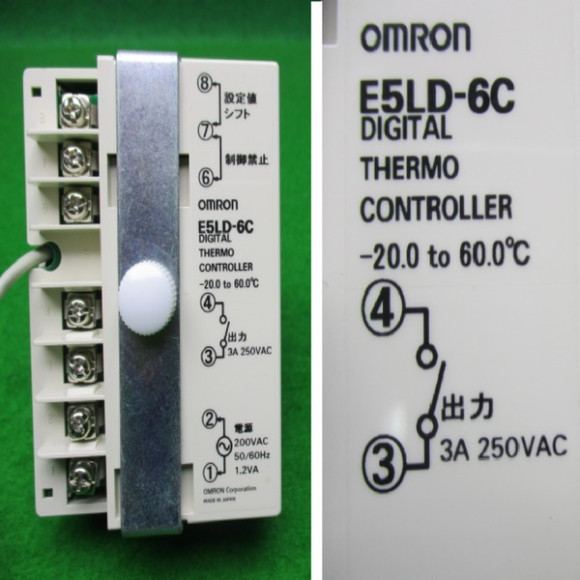 ⑧
設定値
シフト
⑦
制御禁止
⑥
OMRON
E5LD-6C
DIGITAL
THERMO
CONTROLLER
-20.0 to 60.0℃
④
出力
③ 3A 250VAC
②
電源
200VAC
50/60Hz
① 1.2VA
OMRON Corporation
MADE IN JAPAN
OMRON
E5LD-6C
DIGITAL
THERMO
CONTROLLER
-20.0 to 60.0℃
④
出力
③ 3A 250VAC